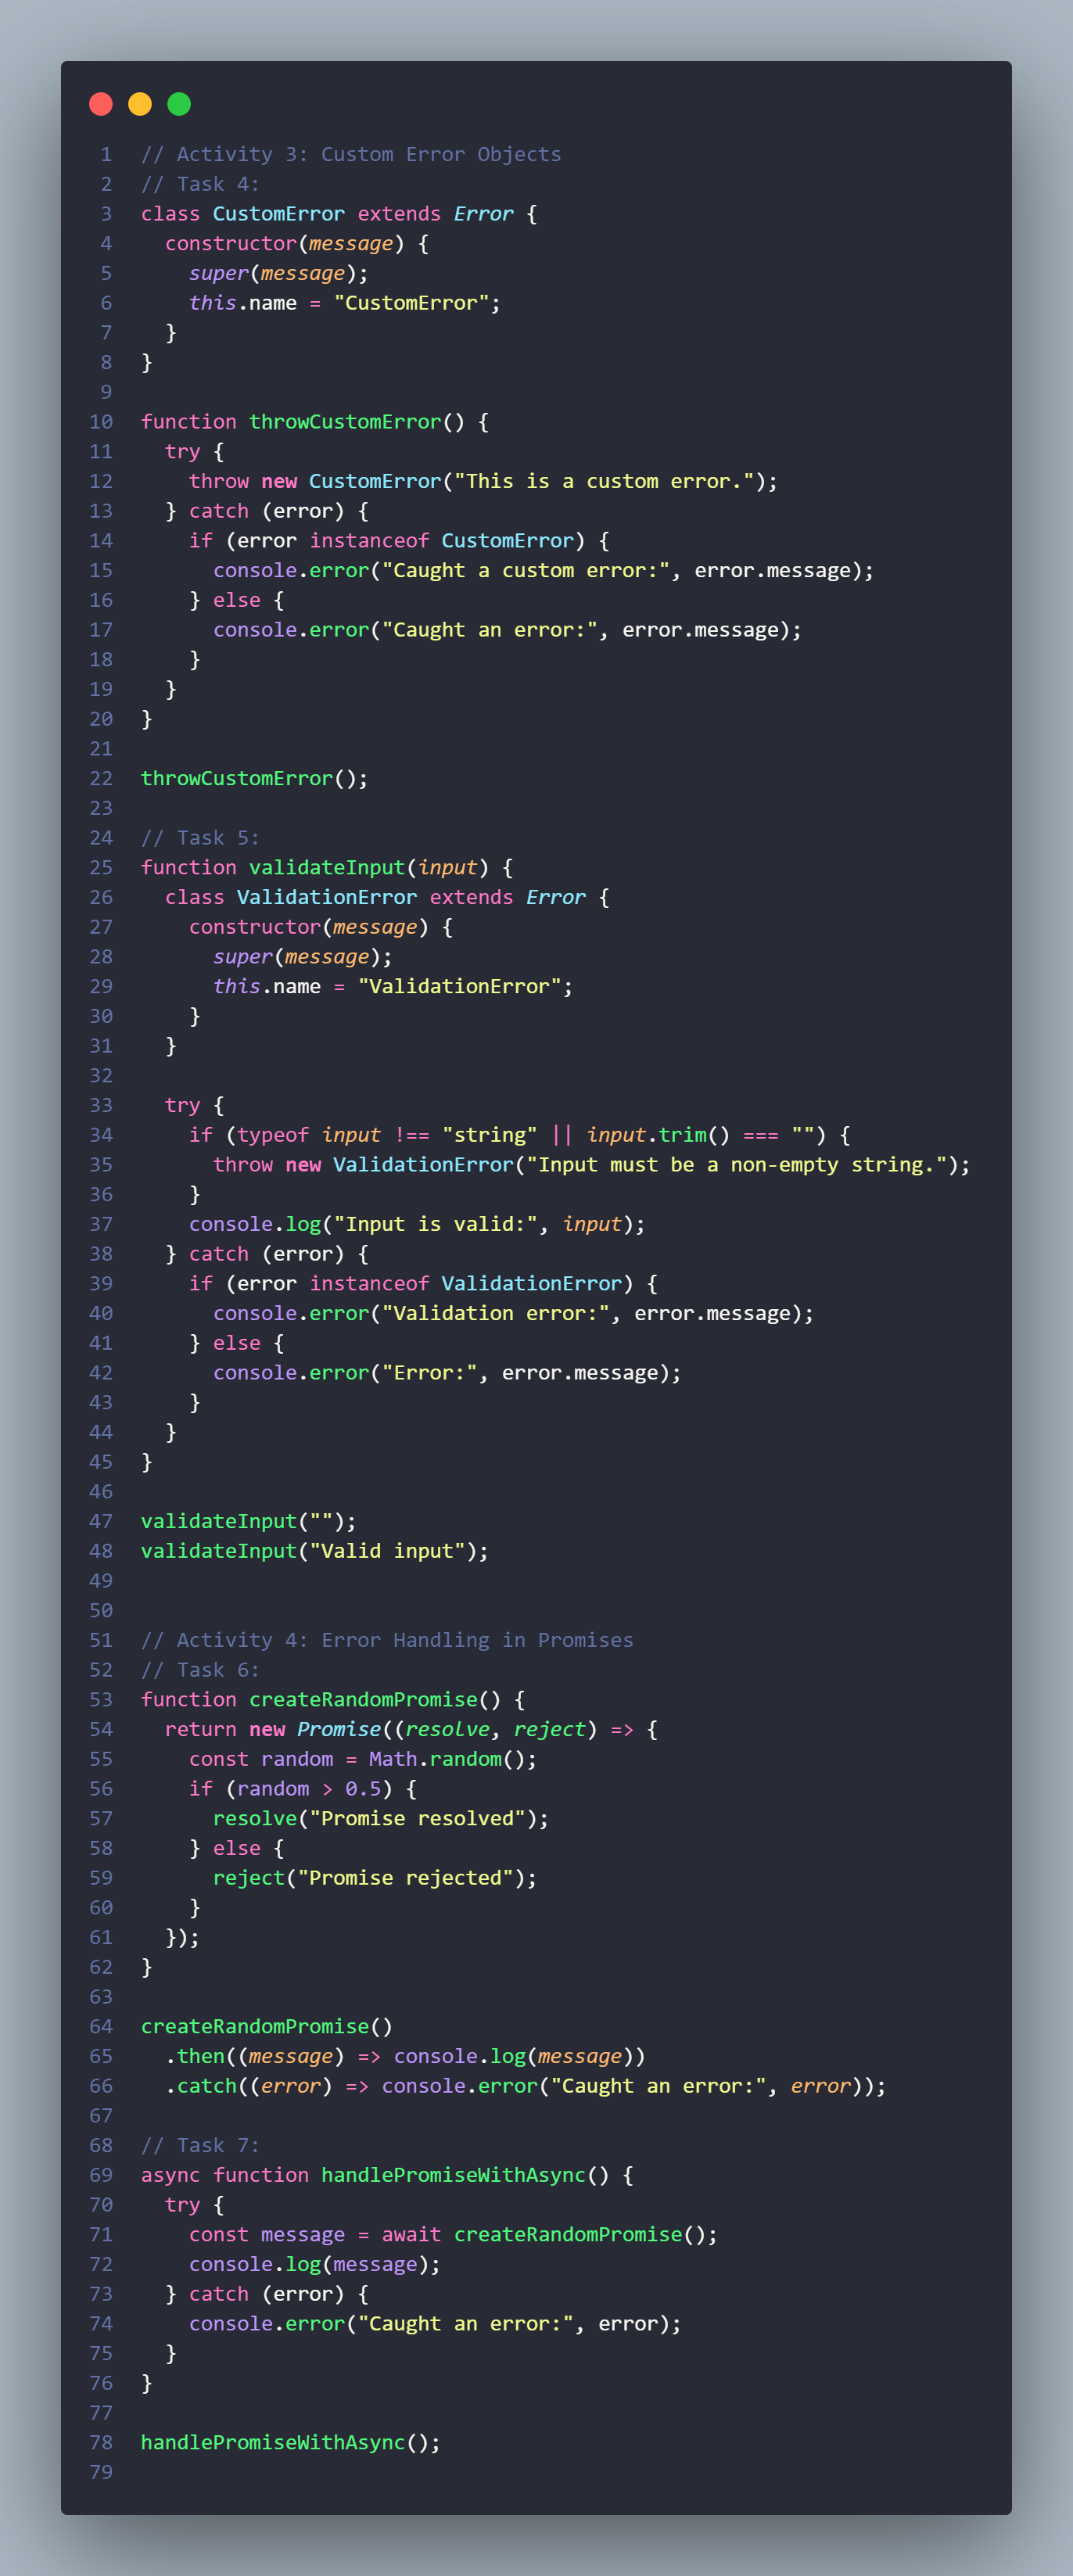 1 // Activity 3: Custom Error Objects
2 // Task 4:
3 class CustomError extends Error {
4   constructor(message) {
5     super(message);
6     this.name = "CustomError";
7   }
8 }
9
10 function throwCustomError() {
11   try {
12     throw new CustomError("This is a custom error.");
13   } catch (error) {
14     if (error instanceof CustomError) {
15       console.error("Caught a custom error:", error.message);
16     } else {
17       console.error("Caught an error:", error.message);
18     }
19   }
20 }
21
22 throwCustomError();
23
24 // Task 5:
25 function validateInput(input) {
26   class ValidationError extends Error {
27     constructor(message) {
28       super(message);
29       this.name = "ValidationError";
30     }
31   }
32
33   try {
34     if (typeof input !== "string" || input.trim() === "") {
35       throw new ValidationError("Input must be a non-empty string.");
36     }
37     console.log("Input is valid:", input);
38   } catch (error) {
39     if (error instanceof ValidationError) {
40       console.error("Validation error:", error.message);
41     } else {
42       console.error("Error:", error.message);
43     }
44   }
45 }
46
47 validateInput("");
48 validateInput("Valid input");
49
50
51 // Activity 4: Error Handling in Promises
52 // Task 6:
53 function createRandomPromise() {
54   return new Promise((resolve, reject) => {
55     const random = Math.random();
56     if (random > 0.5) {
57       resolve("Promise resolved");
58     } else {
59       reject("Promise rejected");
60     }
61   });
62 }
63
64 createRandomPromise()
65   .then((message) => console.log(message))
66   .catch((error) => console.error("Caught an error:", error));
67
68 // Task 7:
69 async function handlePromiseWithAsync() {
70   try {
71     const message = await createRandomPromise();
72     console.log(message);
73   } catch (error) {
74     console.error("Caught an error:", error);
75   }
76 }
77
78 handlePromiseWithAsync();
79